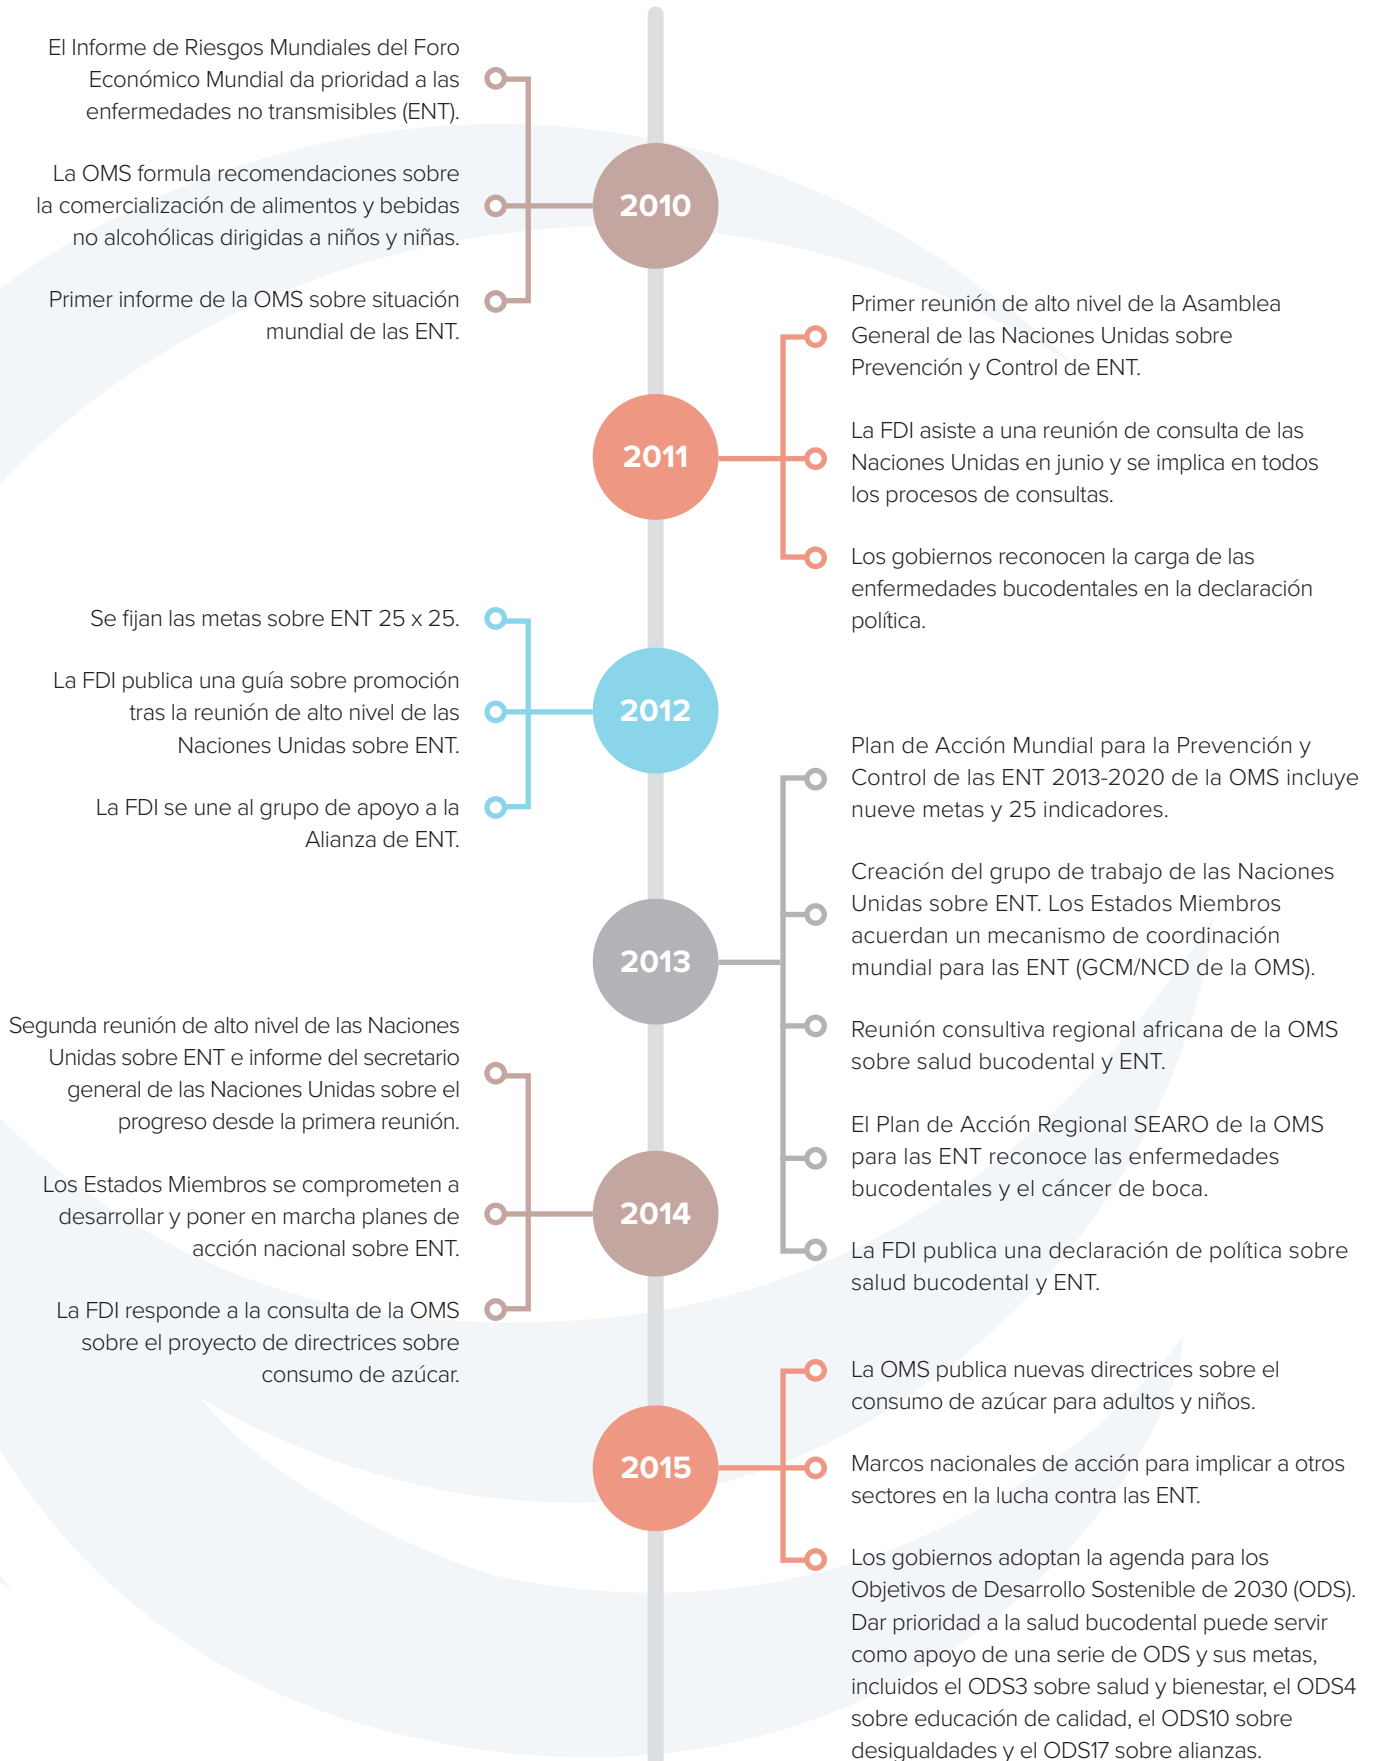 El Informe de Riesgos Mundiales del Foro
Económico Mundial da prioridad a las
enfermedades no transmisibles (ENT).
La OMS formula recomendaciones sobre
la comercialización de alimentos y bebidas
no alcohólicas dirigidas a niños y niñas.
Primer informe de la OMS sobre situación
mundial de las ENT.
2010
Primer reunión de alto nivel de la Asamblea
General de las Naciones Unidas sobre
Prevención y Control de ENT.
La FDI asiste a una reunión de consulta de las
Naciones Unidas en junio y se implica en todos
los procesos de consultas.
Los gobiernos reconocen la carga de las
enfermedades bucodentales en la declaración
política.
2011
Se fijan las metas sobre ENT 25 x 25.
La FDI publica una guía sobre promoción
tras la reunión de alto nivel de las
Naciones Unidas sobre ENT.
La FDI se une al grupo de apoyo a la
Alianza de ENT.
2012
Plan de Acción Mundial para la Prevención y
Control de las ENT 2013-2020 de la OMS incluye
nueve metas y 25 indicadores.
Creación del grupo de trabajo de las Naciones
Unidas sobre ENT. Los Estados Miembros
acuerdan un mecanismo de coordinación
mundial para las ENT (GCM/NCD de la OMS).
Reunión consultiva regional africana de la OMS
sobre salud bucodental y ENT.
El Plan de Acción Regional SEARO de la OMS
para las ENT reconoce las enfermedades
bucodentales y el cáncer de boca.
La FDI publica una declaración de política sobre
salud bucodental y ENT.
2013
Segunda reunión de alto nivel de las Naciones
Unidas sobre ENT e informe del secretario
general de las Naciones Unidas sobre el
progreso desde la primera reunión.
Los Estados Miembros se comprometen a
desarrollar y poner en marcha planes de
acción nacional sobre ENT.
La FDI responde a la consulta de la OMS
sobre el proyecto de directrices sobre
consumo de azúcar.
2014
La OMS publica nuevas directrices sobre el
consumo de azúcar para adultos y niños.
Marcos nacionales de acción para implicar a otros
sectores en la lucha contra las ENT.
Los gobiernos adoptan la agenda para los
Objetivos de Desarrollo Sostenible de 2030 (ODS).
Dar prioridad a la salud bucodental puede servir
como apoyo de una serie de ODS y sus metas,
incluidos el ODS3 sobre salud y bienestar, el ODS4
sobre educación de calidad, el ODS10 sobre
desigualdades y el ODS17 sobre alianzas.
2015